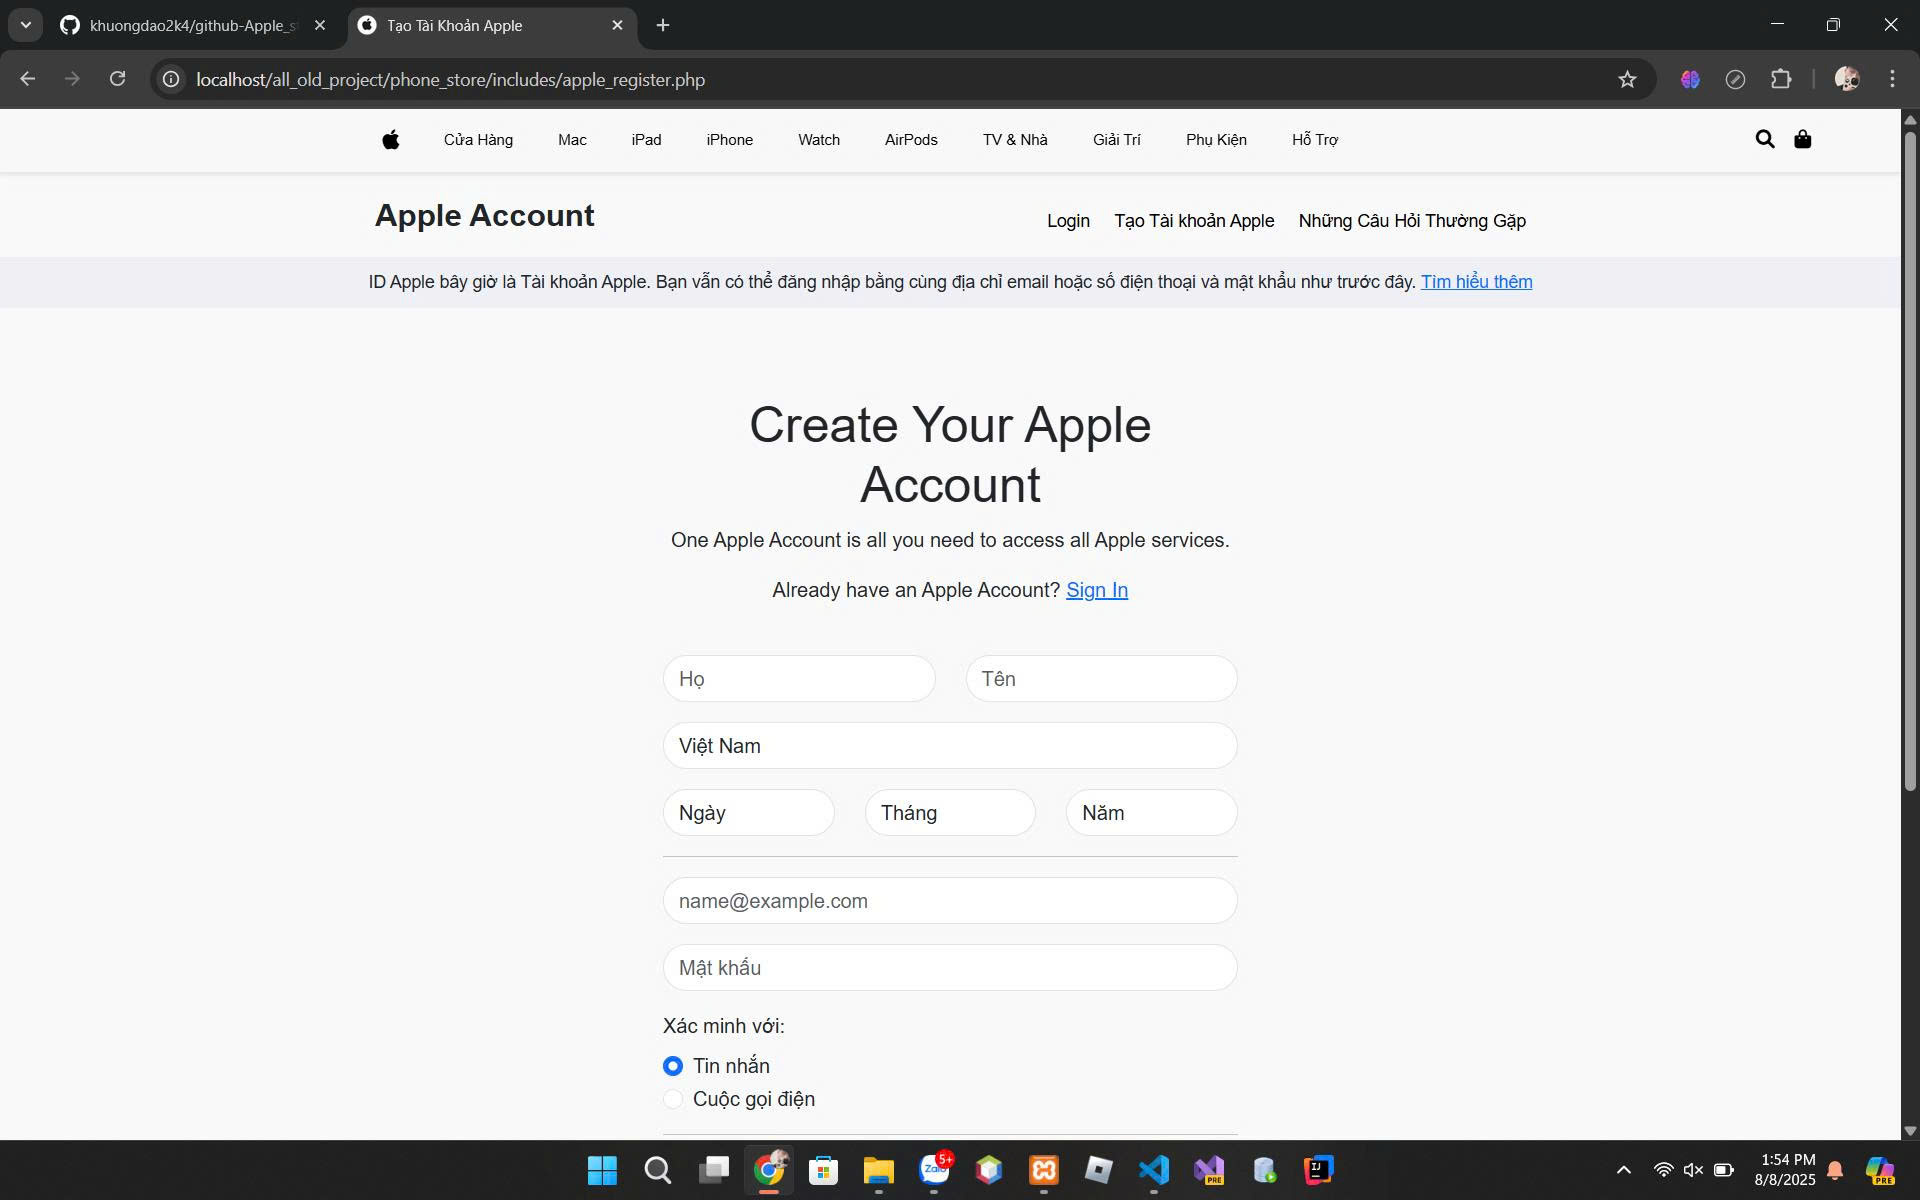 khuongdao2k4/github-Apple_s
Tạo Tài Khoản Apple
localhost/all_old_project/phone_store/includes/apple_register.php
Cửa Hàng Mac iPad iPhone Watch AirPods TV & Nhà Giải Trí Phụ Kiện Hỗ Trợ
Apple Account
Login Tạo Tài khoản Apple Những Câu Hỏi Thường Gặp
ID Apple bây giờ là Tài khoản Apple. Bạn vẫn có thể đăng nhập bằng cùng địa chỉ email hoặc số điện thoại và mật khẩu như trước đây. Tìm hiểu thêm
Create Your Apple
Account
One Apple Account is all you need to access all Apple services.
Already have an Apple Account? Sign In
Họ Tên
Việt Nam
Ngày Tháng Năm
name@example.com
Mật khẩu
Xác minh với:
Tin nhắn
Cuộc gọi điện
Zalo 5+
PRE
IJ
1:54 PM
8/8/2025
PRE